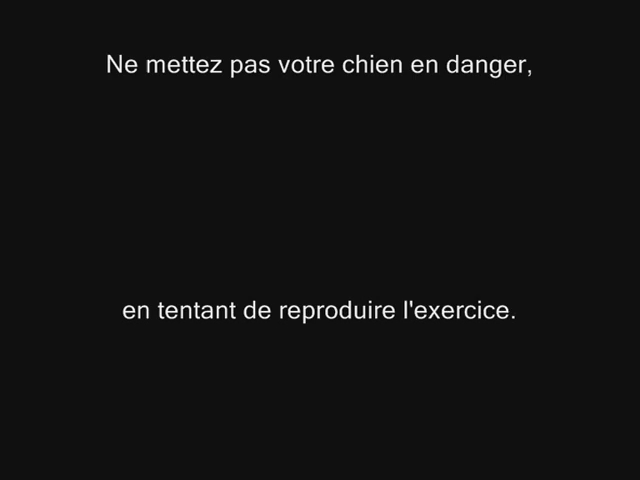 Ne mettez pas votre chien en danger,
en tentant de reproduire l'exercice.